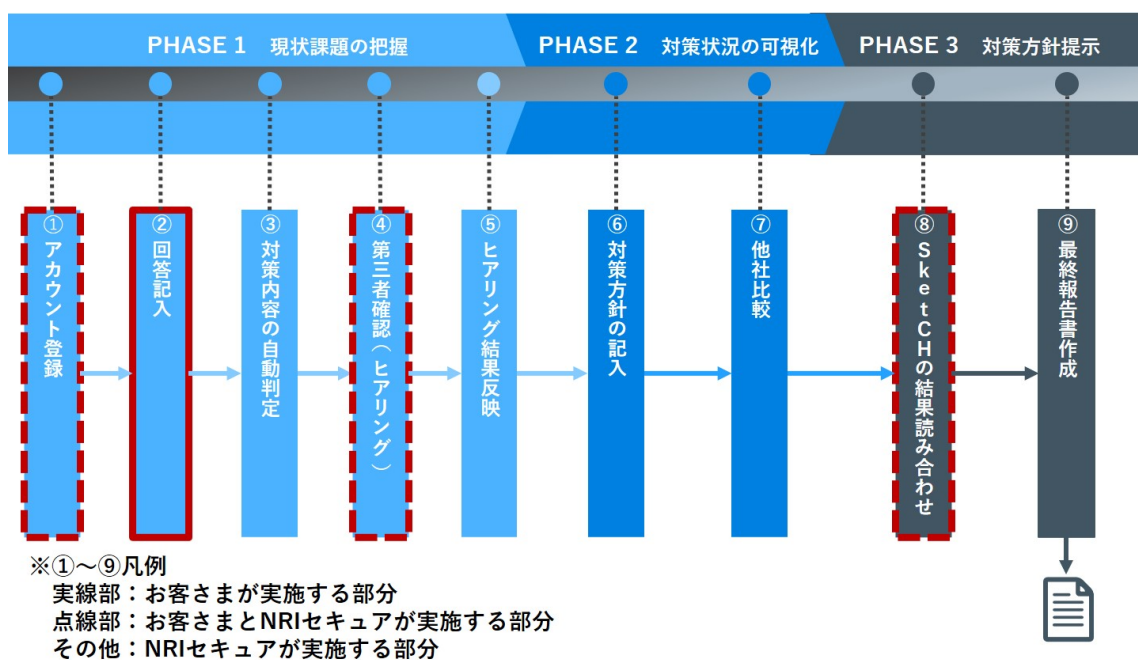 PHASE 1 現状課題の把握
PHASE 2 対策状況の可視化
PHASE 3 対策方針提示
①アカウント登録
②回答記入
③対策内容の自動判定
④第三者確認（ヒアリング）
⑤ヒアリング結果反映
⑥対策方針の記入
⑦他社比較
⑧SketCHの結果読み合わせ
⑨最終報告書作成
※①～⑨凡例
実線部：お客さまが実施する部分
点線部：お客さまとNRIセキュアが実施する部分
その他：NRIセキュアが実施する部分